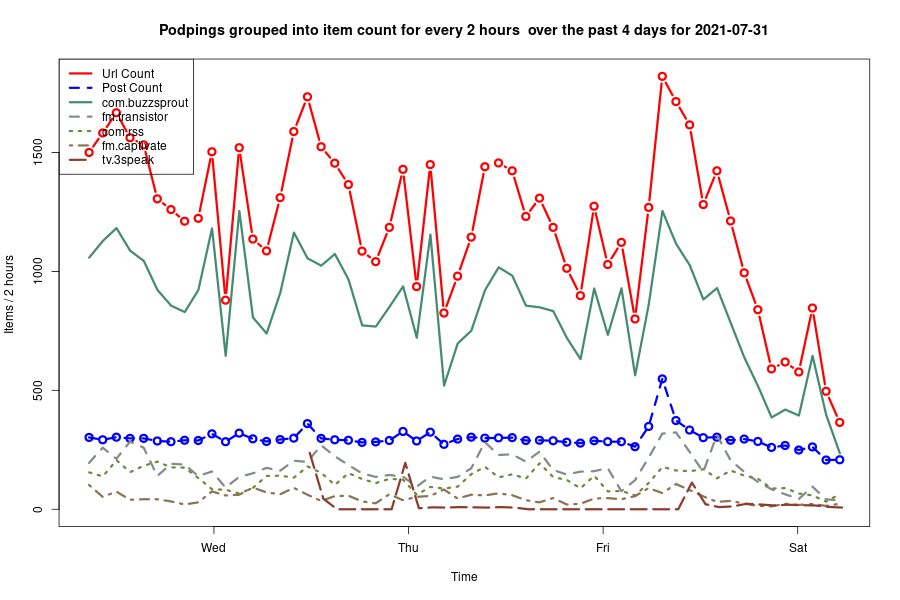 Podpings grouped into item count for every 2 hours  over the past 4 days for 2021-07-31
Url Count
Post Count
com.buzzsprout
fm.transistor
com.rss
fm.captivate
tv.3speak
1500
1000
500
0
Items / 2 hours
Wed
Thu
Fri
Sat
Time